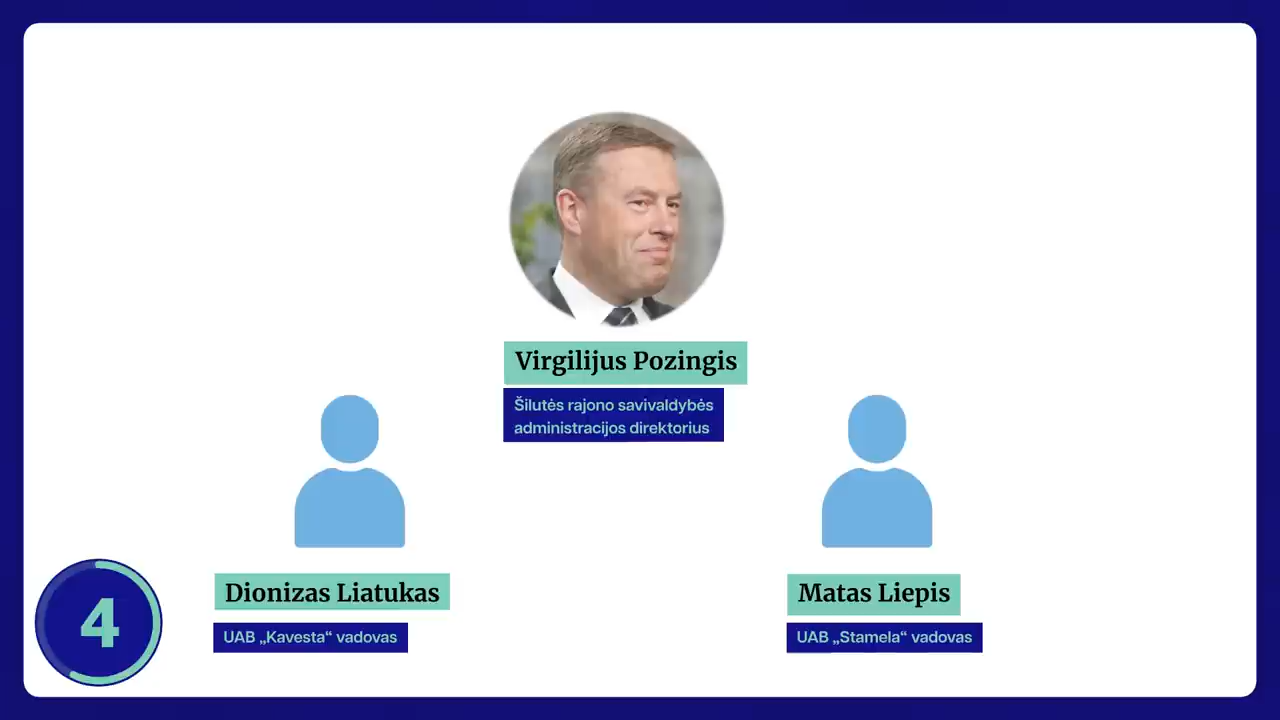 Virgilijus Pozingis
Šilutės rajono savivaldybės
administracijos direktorius
Dionizas Liatukas
UAB „Kavesta“ vadovas
Matas Liepis
UAB „Stamela“ vadovas
4